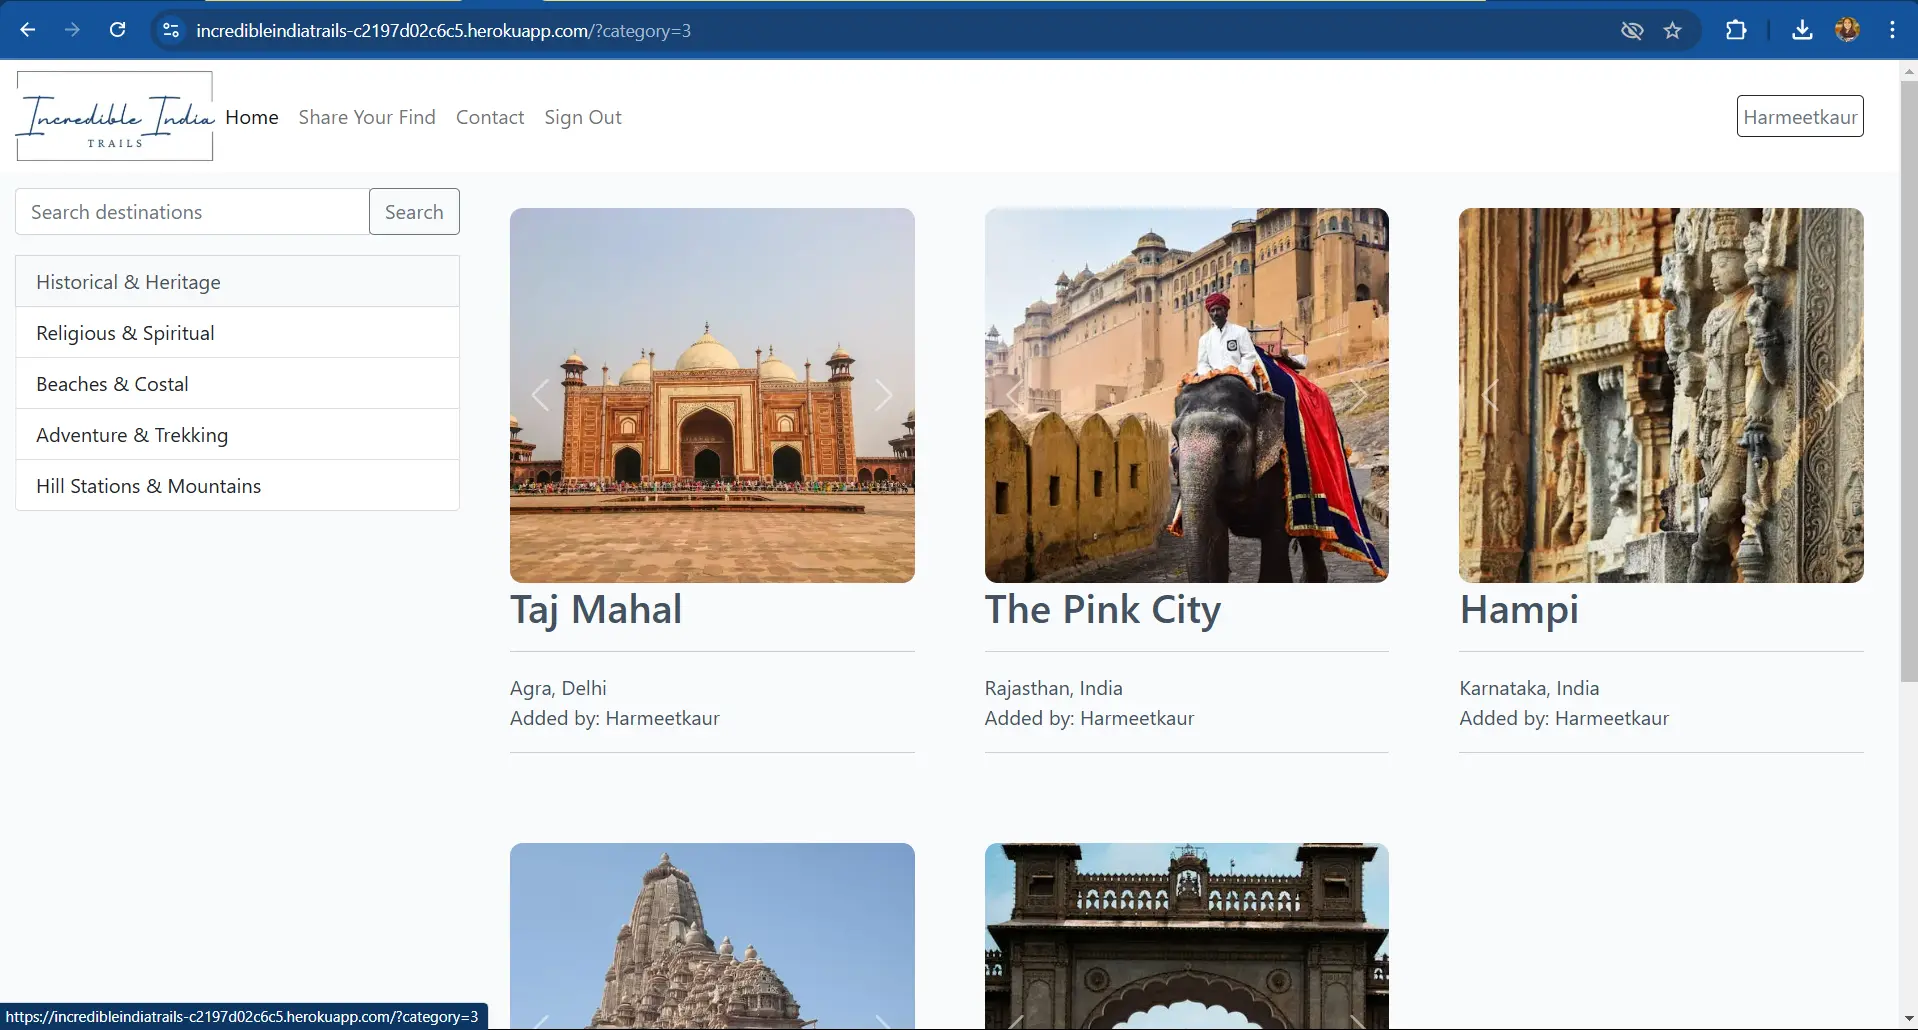 incredibleindiatrails-c2197d02c6c5.herokuapp.com/?category=3
Incredible India
TRAILS
Home
Share Your Find
Contact
Sign Out
Harmeetkaur
Search destinations
Search
Historical & Heritage
Religious & Spiritual
Beaches & Costal
Adventure & Trekking
Hill Stations & Mountains
Taj Mahal
Agra, Delhi
Added by: Harmeetkaur
The Pink City
Rajasthan, India
Added by: Harmeetkaur
Hampi
Karnataka, India
Added by: Harmeetkaur
https://incredibleindiatrails-c2197d02c6c5.herokuapp.com/?category=3